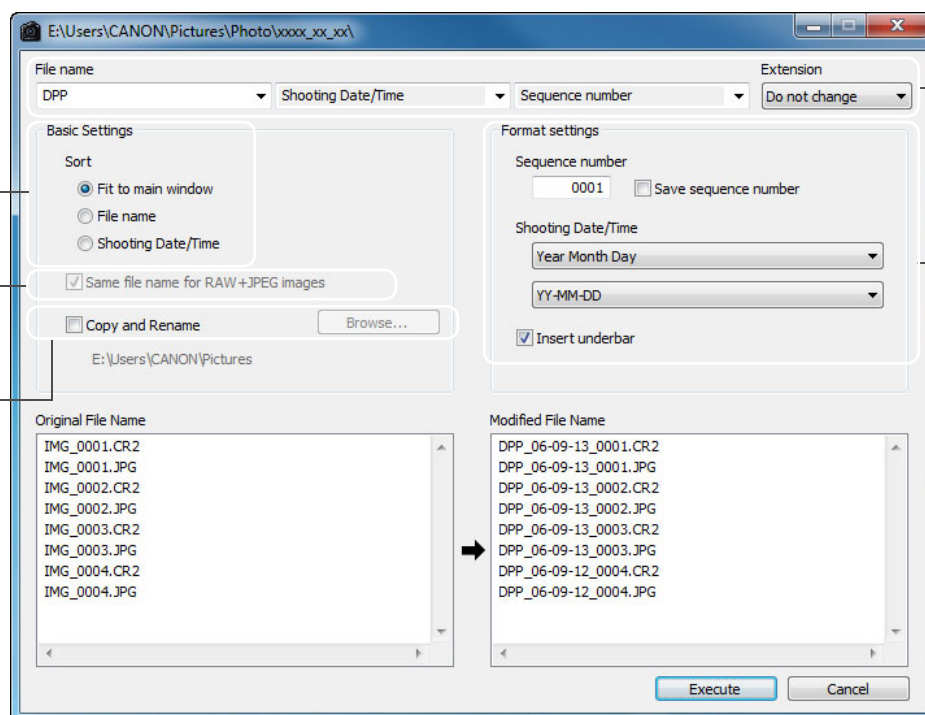 E:\Users\CANON\Pictures\Photo\xxxx_xx_xx\
File name
Extension
DPP
Shooting Date/Time
Sequence number
Do not change
Basic Settings
Sort
Fit to main window
File name
Shooting Date/Time
Same file name for RAW+JPEG images
Copy and Rename
Browse...
E:\Users\CANON\Pictures
Format settings
Sequence number
0001
Save sequence number
Shooting Date/Time
Year Month Day
YY-MM-DD
Insert underbar
Original File Name
IMG_0001.CR2
IMG_0001.JPG
IMG_0002.CR2
IMG_0002.JPG
IMG_0003.CR2
IMG_0003.JPG
IMG_0004.CR2
IMG_0004.JPG
Modified File Name
DPP_06-09-13_0001.CR2
DPP_06-09-13_0001.JPG
DPP_06-09-13_0002.CR2
DPP_06-09-13_0002.JPG
DPP_06-09-13_0003.CR2
DPP_06-09-13_0003.JPG
DPP_06-09-12_0004.CR2
DPP_06-09-12_0004.JPG
Execute
Cancel